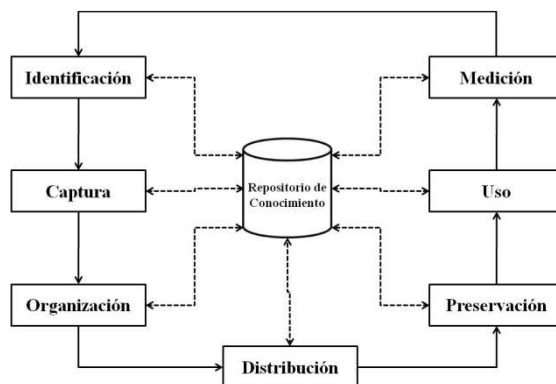 Identificación
Medición
Captura
Repositorio de
Conocimiento
Uso
Organización
Preservación
Distribución